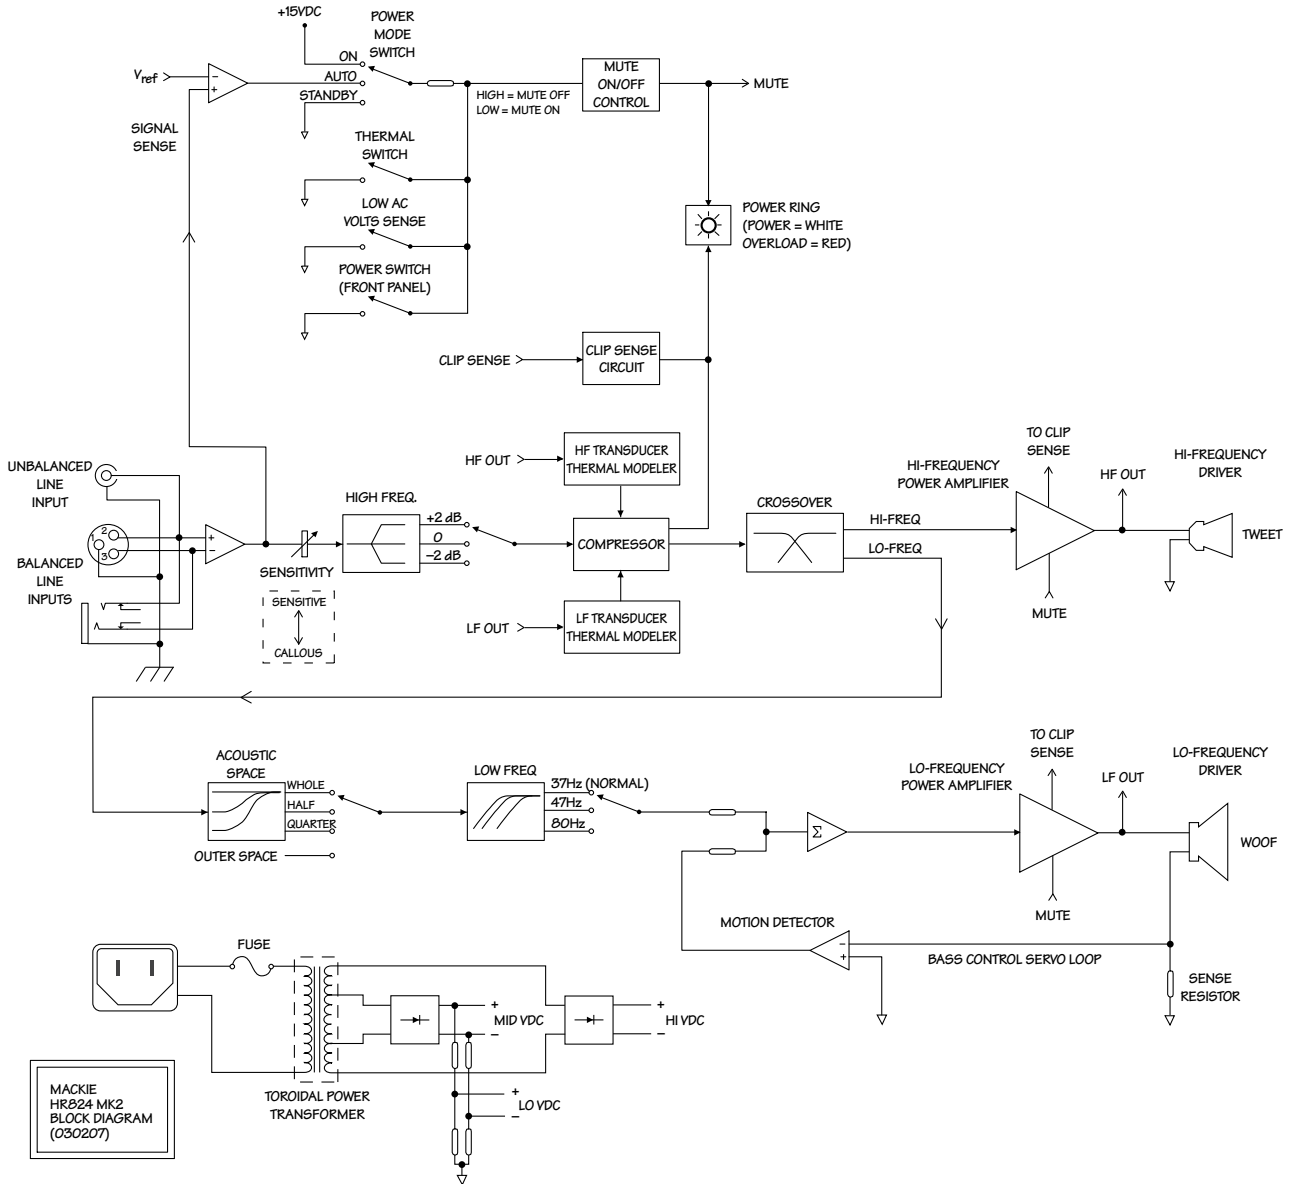 +15VDC
POWER
MODE
SWITCH
ON
AUTO
STANDBY
Vref
−
+
SIGNAL
SENSE
HIGH = MUTE OFF
LOW = MUTE ON
MUTE
ON/OFF
CONTROL
MUTE
THERMAL
SWITCH
LOW AC
VOLTS SENSE
POWER SWITCH
(FRONT PANEL)
POWER RING
(POWER = WHITE
OVERLOAD = RED)
CLIP SENSE
CLIP SENSE
CIRCUIT
UNBALANCED
LINE
INPUT
BALANCED
LINE
INPUTS
1
2
3
+
−
SENSITIVITY
SENSITIVE
CALLOUS
HIGH FREQ.
+2 dB
0
−2 dB
HF OUT
HF TRANSDUCER
THERMAL MODELER
COMPRESSOR
LF OUT
LF TRANSDUCER
THERMAL MODELER
CROSSOVER
HI-FREQ
LO-FREQ
HI-FREQUENCY
POWER AMPLIFIER
TO CLIP
SENSE
MUTE
HF OUT
HI-FREQUENCY
DRIVER
TWEET
ACOUSTIC
SPACE
WHOLE
HALF
QUARTER
OUTER SPACE
LOW FREQ
37Hz (NORMAL)
47Hz
80Hz
Σ
LO-FREQUENCY
POWER AMPLIFIER
TO CLIP
SENSE
MUTE
LF OUT
LO-FREQUENCY
DRIVER
WOOF
MOTION DETECTOR
−
+
BASS CONTROL SERVO LOOP
SENSE
RESISTOR
FUSE
TOROIDAL POWER
TRANSFORMER
+
MID VDC
−
+
HI VDC
−
+
LO VDC
−
MACKIE
HR824 MK2
BLOCK DIAGRAM
(030207)